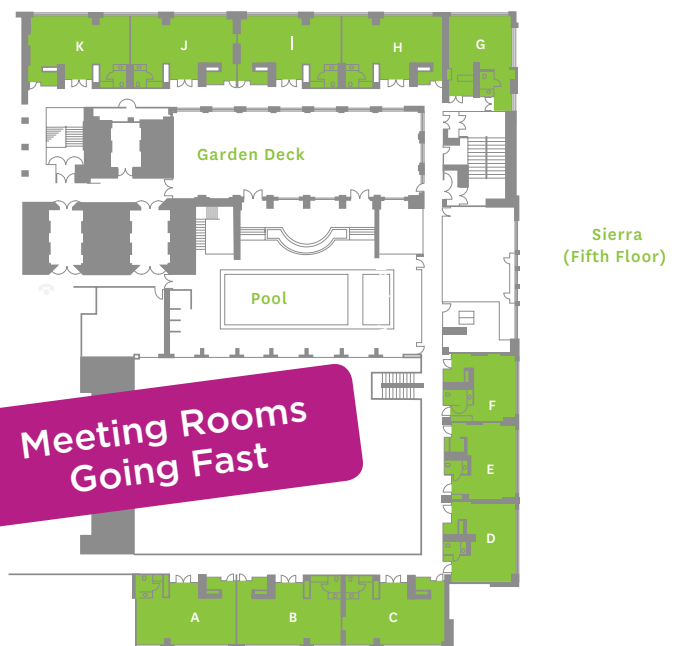 K
J
I
H
G
Garden Deck
Sierra
(Fifth Floor)
Pool
F
Meeting Rooms
Going Fast
E
D
A
B
C